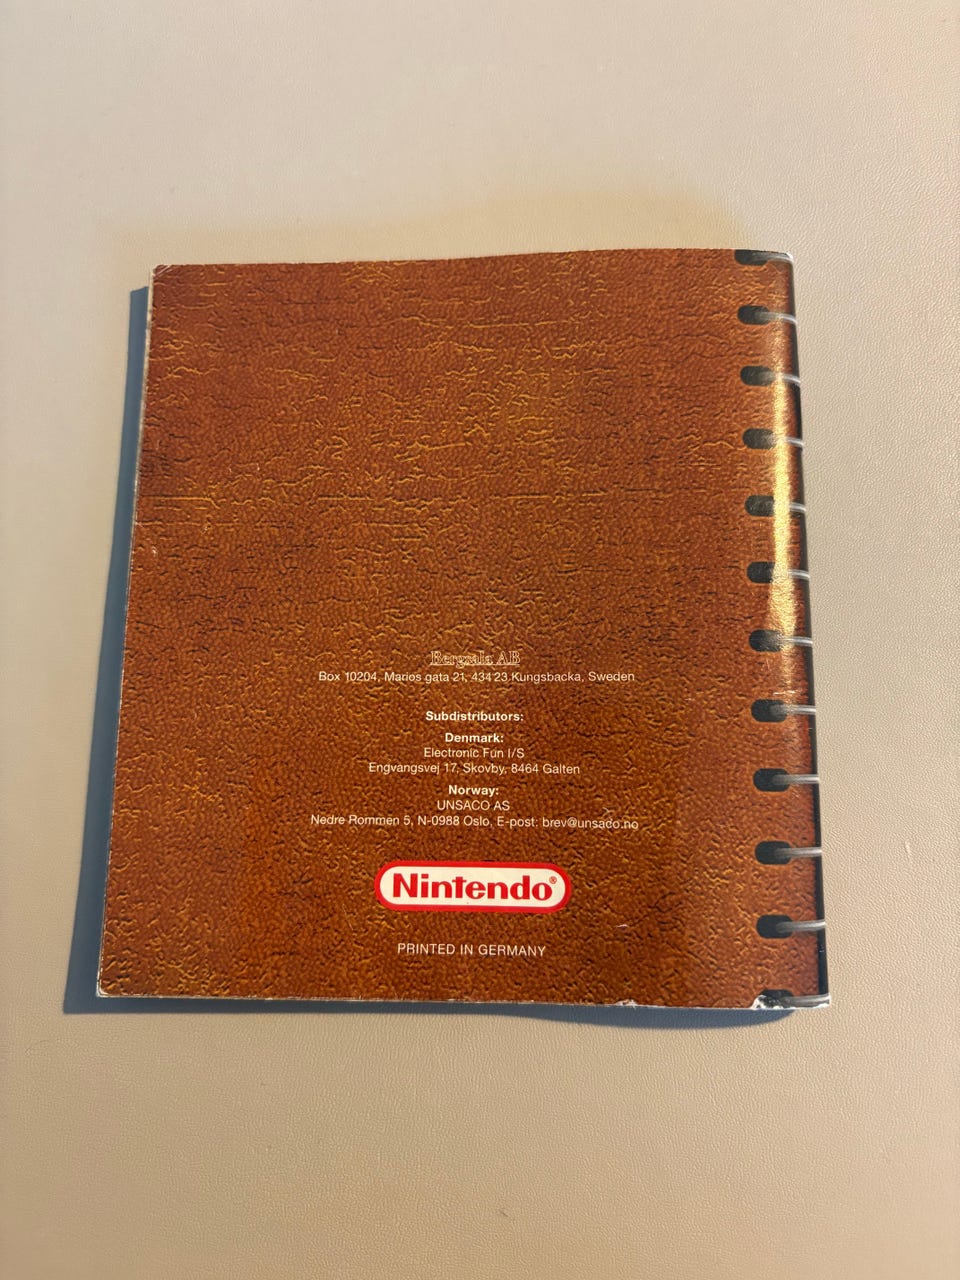 Bergsala AB
Box 10204, Marios gata 21, 434 23 Kungsbacka, Sweden
Subdistributors:
Denmark:
Electronic Fun I/S
Engvangsvej 17, Skovby, 8464 Galten
Norway:
UNSACO AS
Nedre Rommen 5, N-0988 Oslo, E-post: brev@unsaco.no
Nintendo®
PRINTED IN GERMANY